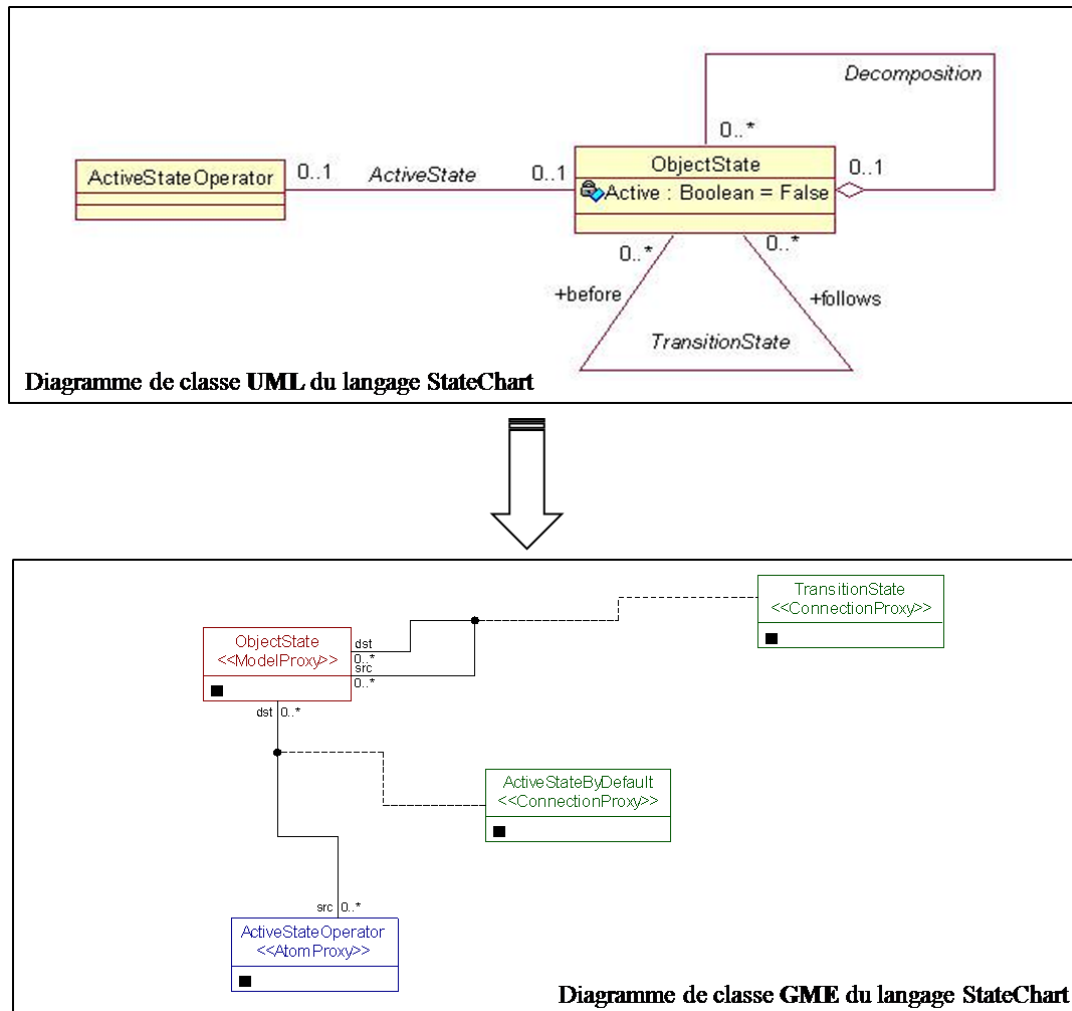 Decomposition
0..*
ObjectState
0..1
ActiveStateOperator
0..1
ActiveState
0..1
Active : Boolean = False
0..*
0..*
+before
+follows
TransitionState
Diagramme de classe UML du langage StateChart
TransitionState
<<ConnectionProxy>>
ObjectState
<<ModelProxy>>
dst
0..*
src
0..*
dst
0..*
ActiveStateByDefault
<<ConnectionProxy>>
src
0..*
ActiveStateOperator
<<AtomProxy>>
Diagramme de classe GME du langage StateChart